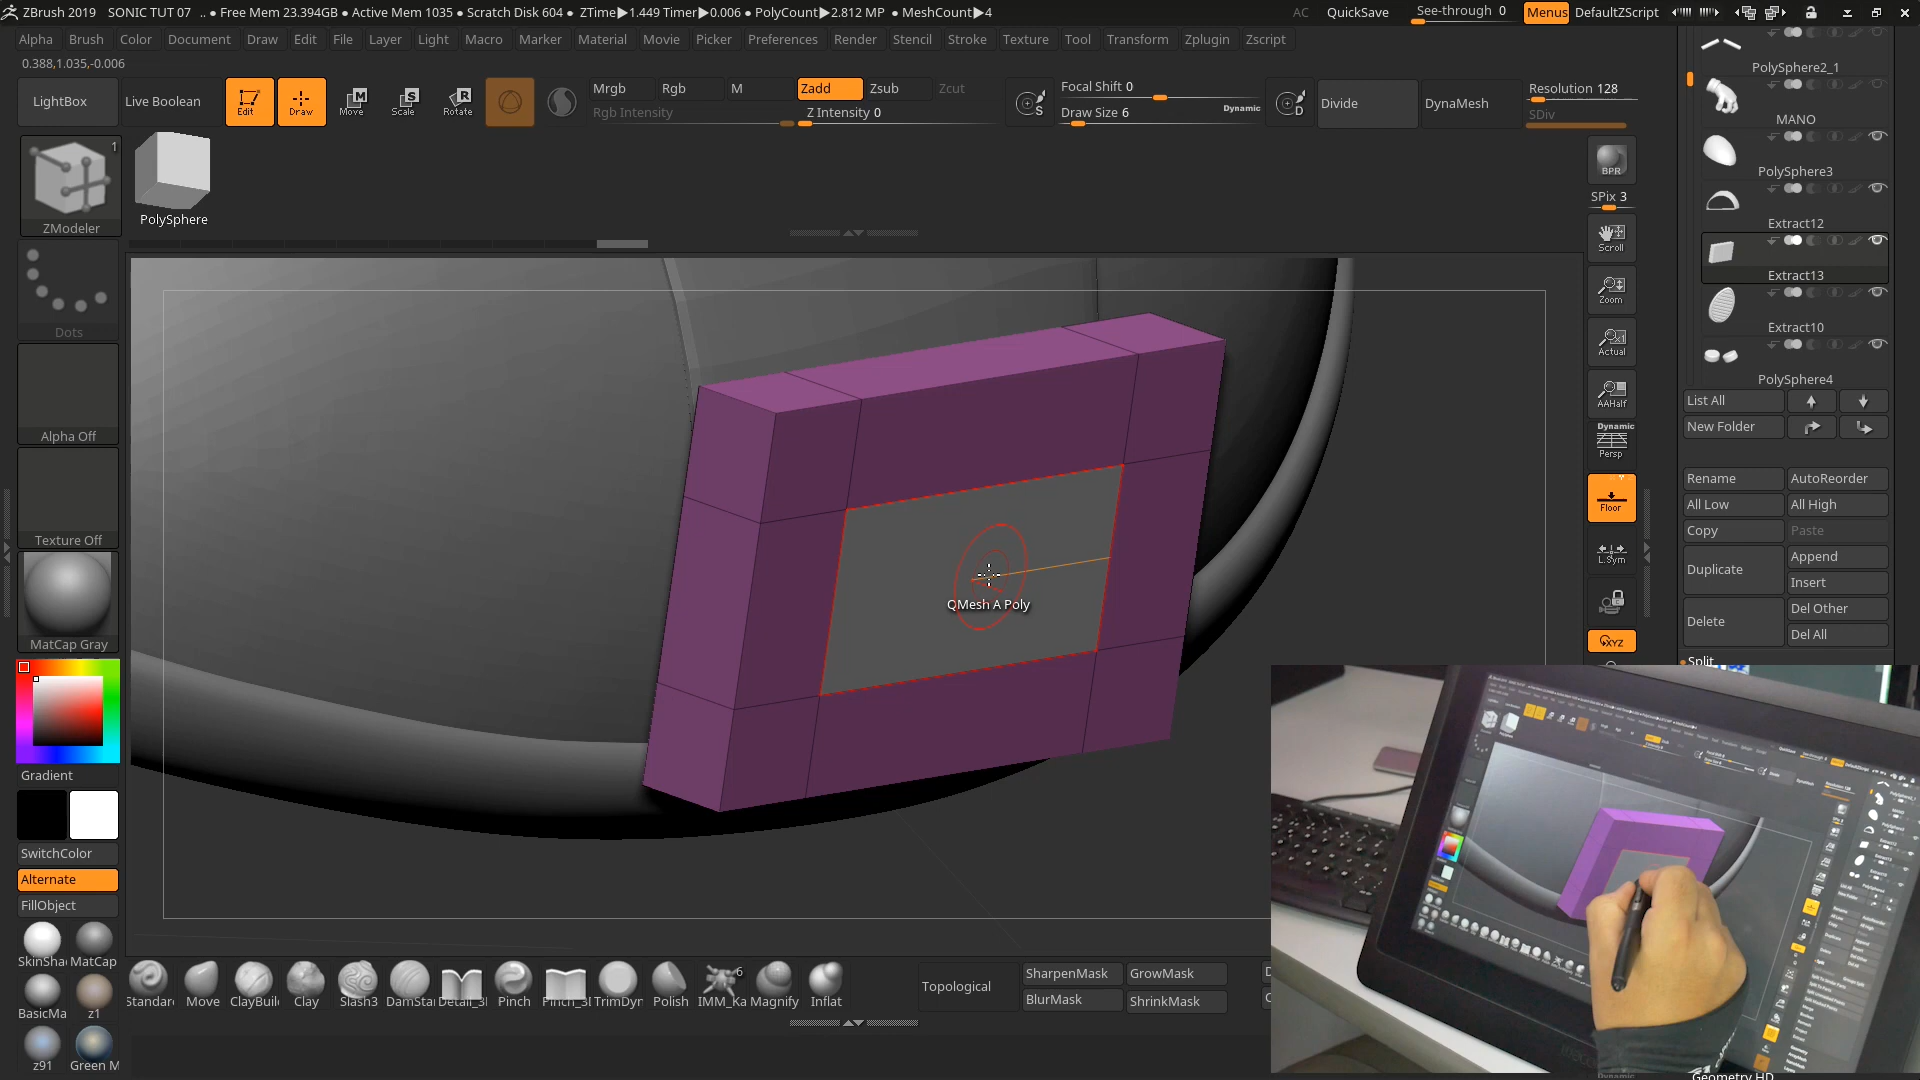 ZBrush 2019 SONIC TUT 07 .. ● Free Mem 23.394GB ● Active Mem 1035 ● Scratch Disk 604 ● ZTime▶1.449 Timer▶0.006 ● PolyCount▶2.812 MP ● MeshCount▶4 AC QuickSave See-through 0 Menus DefaultZScript
Alpha Brush Color Document Draw Edit File Layer Light Macro Marker Material Movie Picker Preferences Render Stencil Stroke Texture Tool Transform Zplugin Zscript
0.388,1.035,-0.006
LightBox Live Boolean Edit Draw Move Scale Rotate
Mrgb Rgb M Zadd Zsub Zcut
Rgb Intensity Z Intensity 0
Focal Shift 0
Draw Size 6 Dynamic
S D
Divide DynaMesh Resolution 128
SDiv
1
ZModeler
PolySphere
Dots
Alpha Off
Texture Off
MatCap Gray
Gradient
SwitchColor
Alternate
FillObject
SkinSha MatCap
BasicMa z1
z91 Green M
QMesh A Poly
BPR
SPix 3
Scroll
Zoom
Actual
AAHalf
Dynamic
Persp
Floor
L.Sym
XYZ
PolySphere2_1
MANO
PolySphere3
Extract12
Extract13
Extract10
PolySphere4
List All
New Folder
Rename AutoReorder
All Low All High
Copy Paste
Duplicate Append
Insert
Delete Del Other
Del All
Split
Standar Move ClayBuil Clay Slash3 DamSta Detail_3 Pinch Pinch_3 TrimDyn Polish IMM_Ka 6 Magnify Inflat
Topological
SharpenMask GrowMask
BlurMask ShrinkMask
Geometry HD